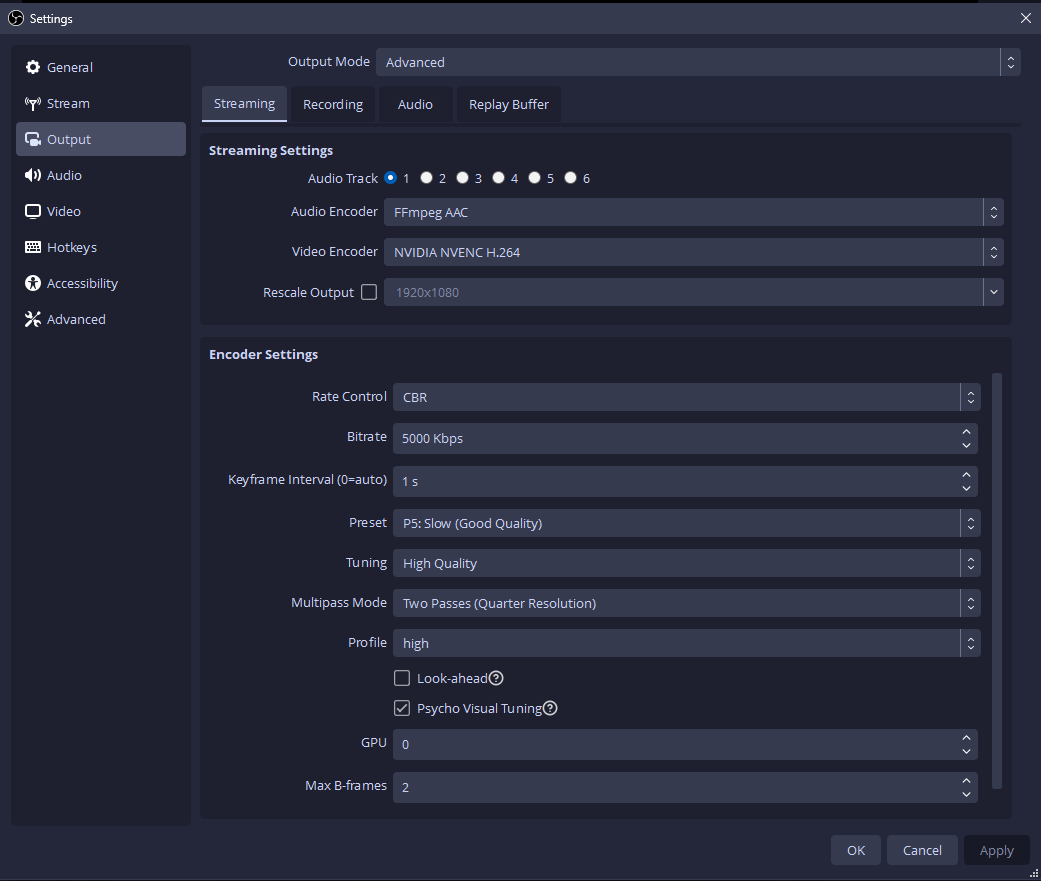 Settings
General
Stream
Output
Audio
Video
Hotkeys
Accessibility
Advanced
Output Mode Advanced
Streaming Recording Audio Replay Buffer
Streaming Settings
Audio Track 1 2 3 4 5 6
Audio Encoder FFmpeg AAC
Video Encoder NVIDIA NVENC H.264
Rescale Output 1920x1080
Encoder Settings
Rate Control CBR
Bitrate 5000 Kbps
Keyframe Interval (0=auto) 1 s
Preset P5: Slow (Good Quality)
Tuning High Quality
Multipass Mode Two Passes (Quarter Resolution)
Profile high
Look-ahead?
Psycho Visual Tuning?
GPU 0
Max B-frames 2
OK Cancel Apply